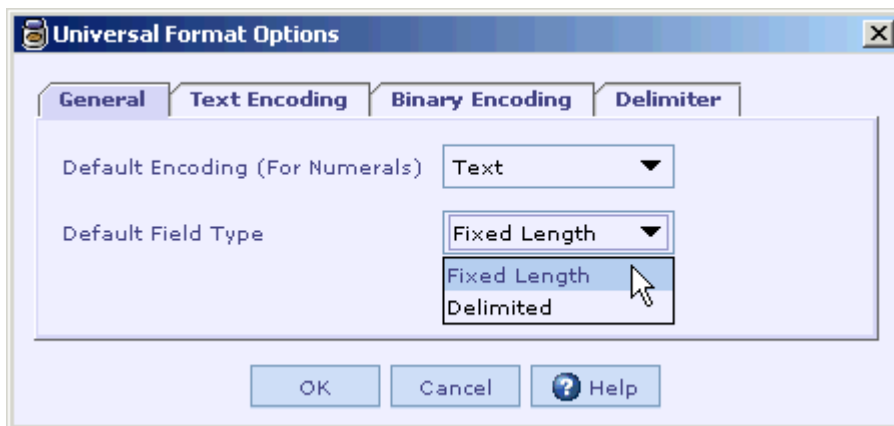 Universal Format Options
General Text Encoding Binary Encoding Delimiter
Default Encoding (For Numerals) Text
Default Field Type Fixed Length
Fixed Length
Delimited
OK Cancel ? Help